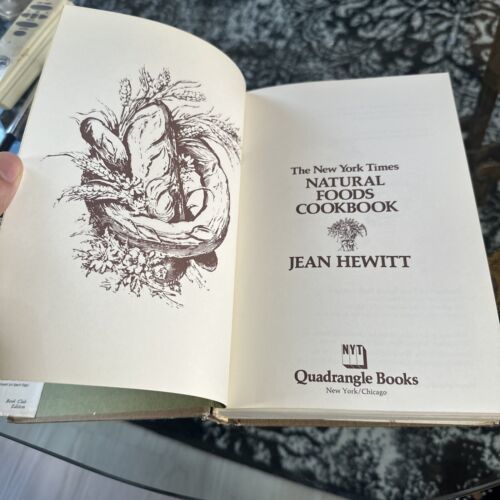 The New York Times
NATURAL
FOODS
COOKBOOK
JEAN HEWITT
NYT
Quadrangle Books
New York/Chicago
Book Club
Edition